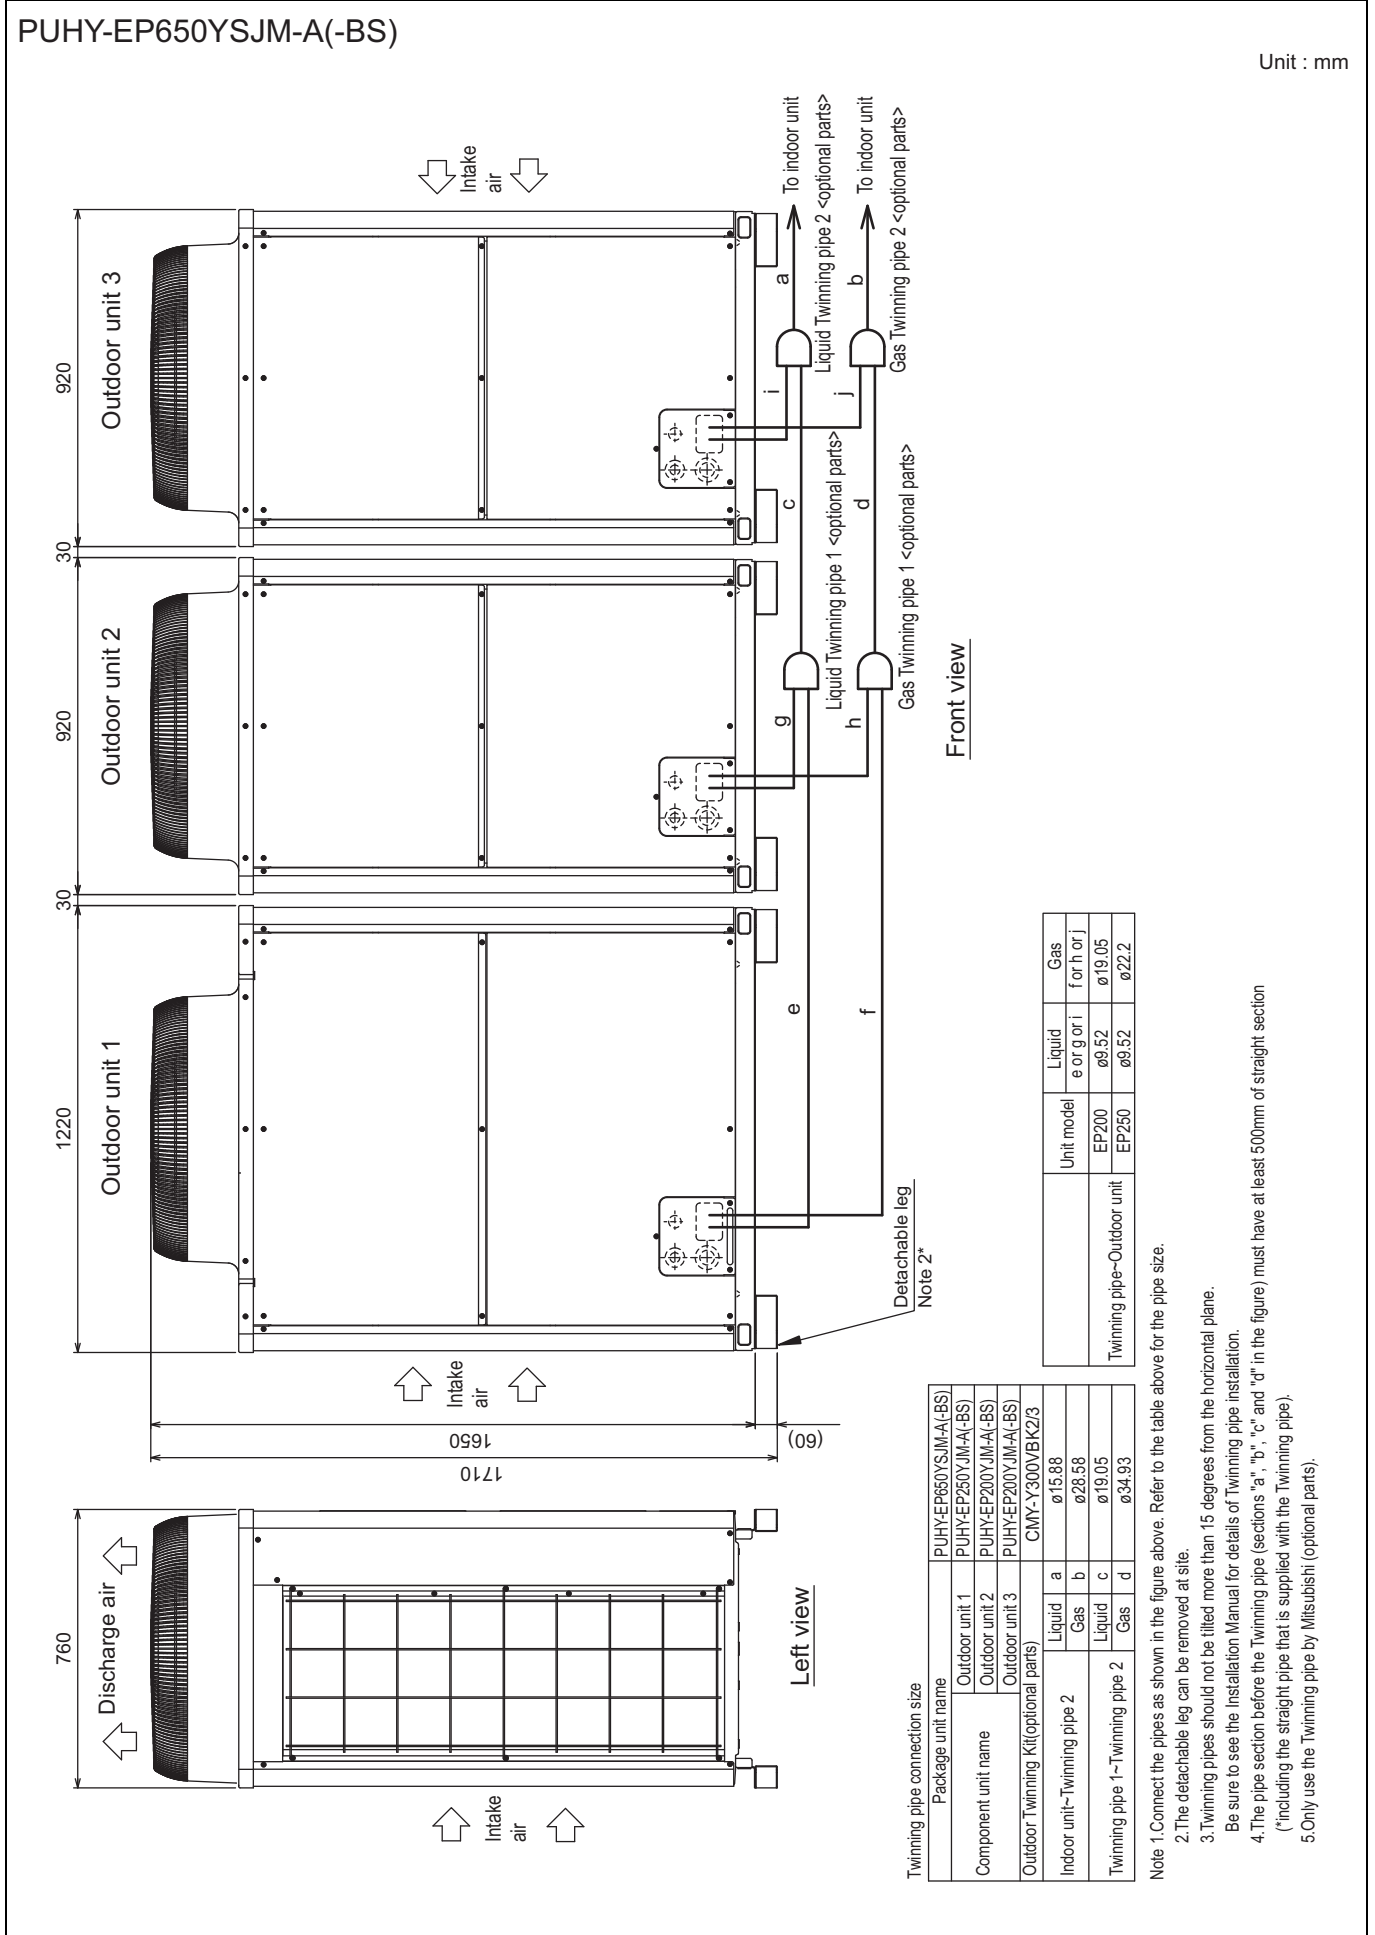 PUHY-EP650YSJM-A(-BS)
Unit : mm
760
Discharge air
Intake
air
Left view
1710
1650
(60)
Intake
air
1220
30
920
30
920
Outdoor unit 1
Outdoor unit 2
Outdoor unit 3
Intake
air
Detachable leg
Note 2*
e
f
g
h
Liquid Twinning pipe 1 <optional parts>
Gas Twinning pipe 1 <optional parts>
c
d
i
j
a
b
To indoor unit
Liquid Twinning pipe 2 <optional parts>
To indoor unit
Gas Twinning pipe 2 <optional parts>
Front view
Twinning pipe connection size
Package unit name PUHY-EP650YSJM-A(-BS)
Component unit name Outdoor unit 1 PUHY-EP250YJM-A(-BS)
Outdoor unit 2 PUHY-EP200YJM-A(-BS)
Outdoor unit 3 PUHY-EP200YJM-A(-BS)
Outdoor Twinning Kit(optional parts) CMY-Y300VBK2/3
Indoor unit~Twinning pipe 2 Liquid a ø15.88
Gas b ø28.58
Twinning pipe 1~Twinning pipe 2 Liquid c ø19.05
Gas d ø34.93
Unit model Liquid Gas
e or g or i f or h or j
Twinning pipe~Outdoor unit EP200 ø9.52 ø19.05
EP250 ø9.52 ø22.2
Note 1.Connect the pipes as shown in the figure above. Refer to the table above for the pipe size.
2.The detachable leg can be removed at site.
3.Twinning pipes should not be tilted more than 15 degrees from the horizontal plane.
Be sure to see the Installation Manual for details of Twinning pipe installation.
4.The pipe section before the Twinning pipe (sections "a", "b", "c" and "d" in the figure) must have at least 500mm of straight section
(*including the straight pipe that is supplied with the Twinning pipe).
5.Only use the Twinning pipe by Mitsubishi (optional parts).